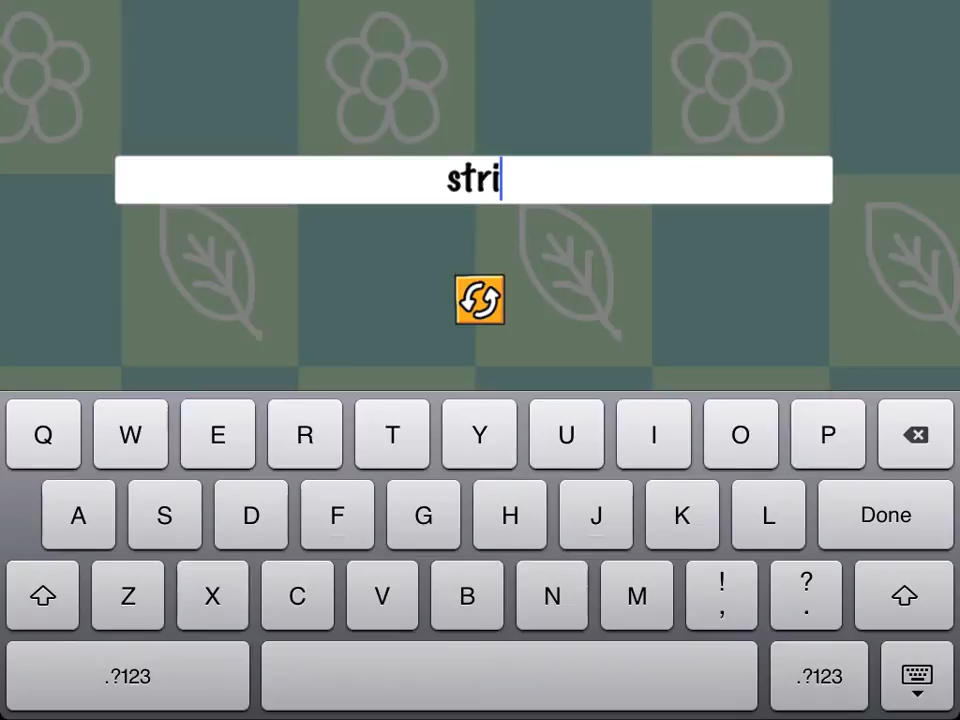 stri
Q W E R T Y U I O P
A S D F G H J K L Done
Z X C V B N M ! , ? .
.?123 .?123